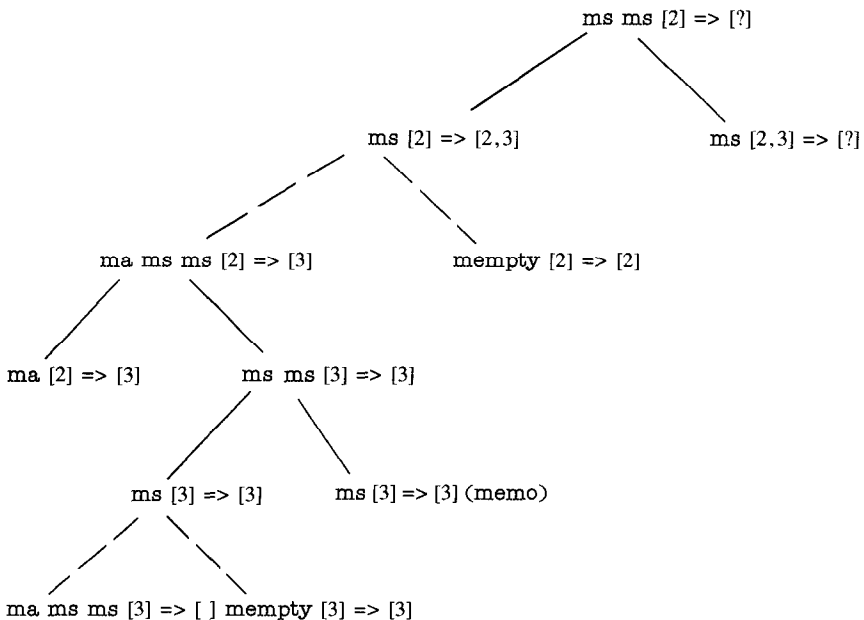 ms ms [2] => [?]
ms [2] => [2,3]
ms [2,3] => [?]
ma ms ms [2] => [3]
mempty [2] => [2]
ma [2] => [3]
ms ms [3] => [3]
ms [3] => [3]
ms [3] => [3] (memo)
ma ms ms [3] => [ ] mempty [3] => [3]